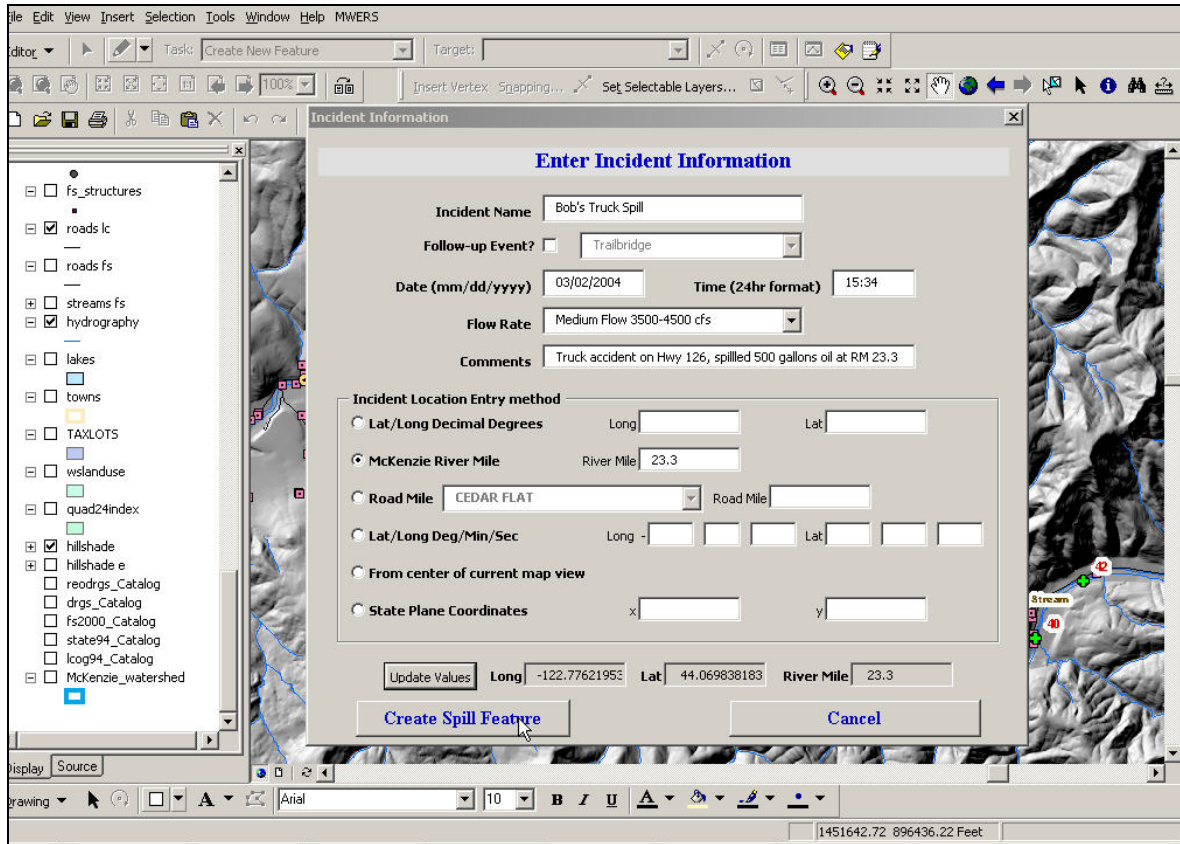 File Edit View Insert Selection Tools Window Help MWERS
Editor Task: Create New Feature Target:
100% Insert Vertex Snapping... Set Selectable Layers...
Incident Information
Enter Incident Information
Incident Name Bob's Truck Spill
Follow-up Event? Trailbridge
Date (mm/dd/yyyy) 03/02/2004 Time (24hr format) 15:34
Flow Rate Medium Flow 3500-4500 cfs
Comments Truck accident on Hwy 126, spillled 500 gallons oil at RM 23.3
Incident Location Entry method
Lat/Long Decimal Degrees Long Lat
McKenzie River Mile River Mile 23.3
Road Mile CEDAR FLAT Road Mile
Lat/Long Deg/Min/Sec Long - Lat
From center of current map view
State Plane Coordinates x y
Update Values Long -122.77621953 Lat 44.069838183 River Mile 23.3
Create Spill Feature Cancel
fs_structures
roads lc
roads fs
streams fs
hydrography
lakes
towns
TAXLOTS
wslanduse
quad24index
hillshade
hillshade e
reodrgs_Catalog
drgs_Catalog
fs2000_Catalog
state94_Catalog
lcog94_Catalog
McKenzie_watershed
42
Stream
40
Display Source
Drawing A Arial 10 B I U A
1451642.72 896436.22 Feet